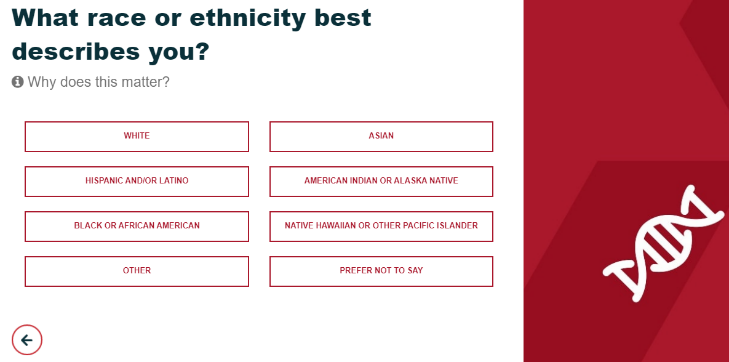 What race or ethnicity best
describes you?
Why does this matter?
WHITE
ASIAN
HISPANIC AND/OR LATINO
AMERICAN INDIAN OR ALASKA NATIVE
BLACK OR AFRICAN AMERICAN
NATIVE HAWAIIAN OR OTHER PACIFIC ISLANDER
OTHER
PREFER NOT TO SAY